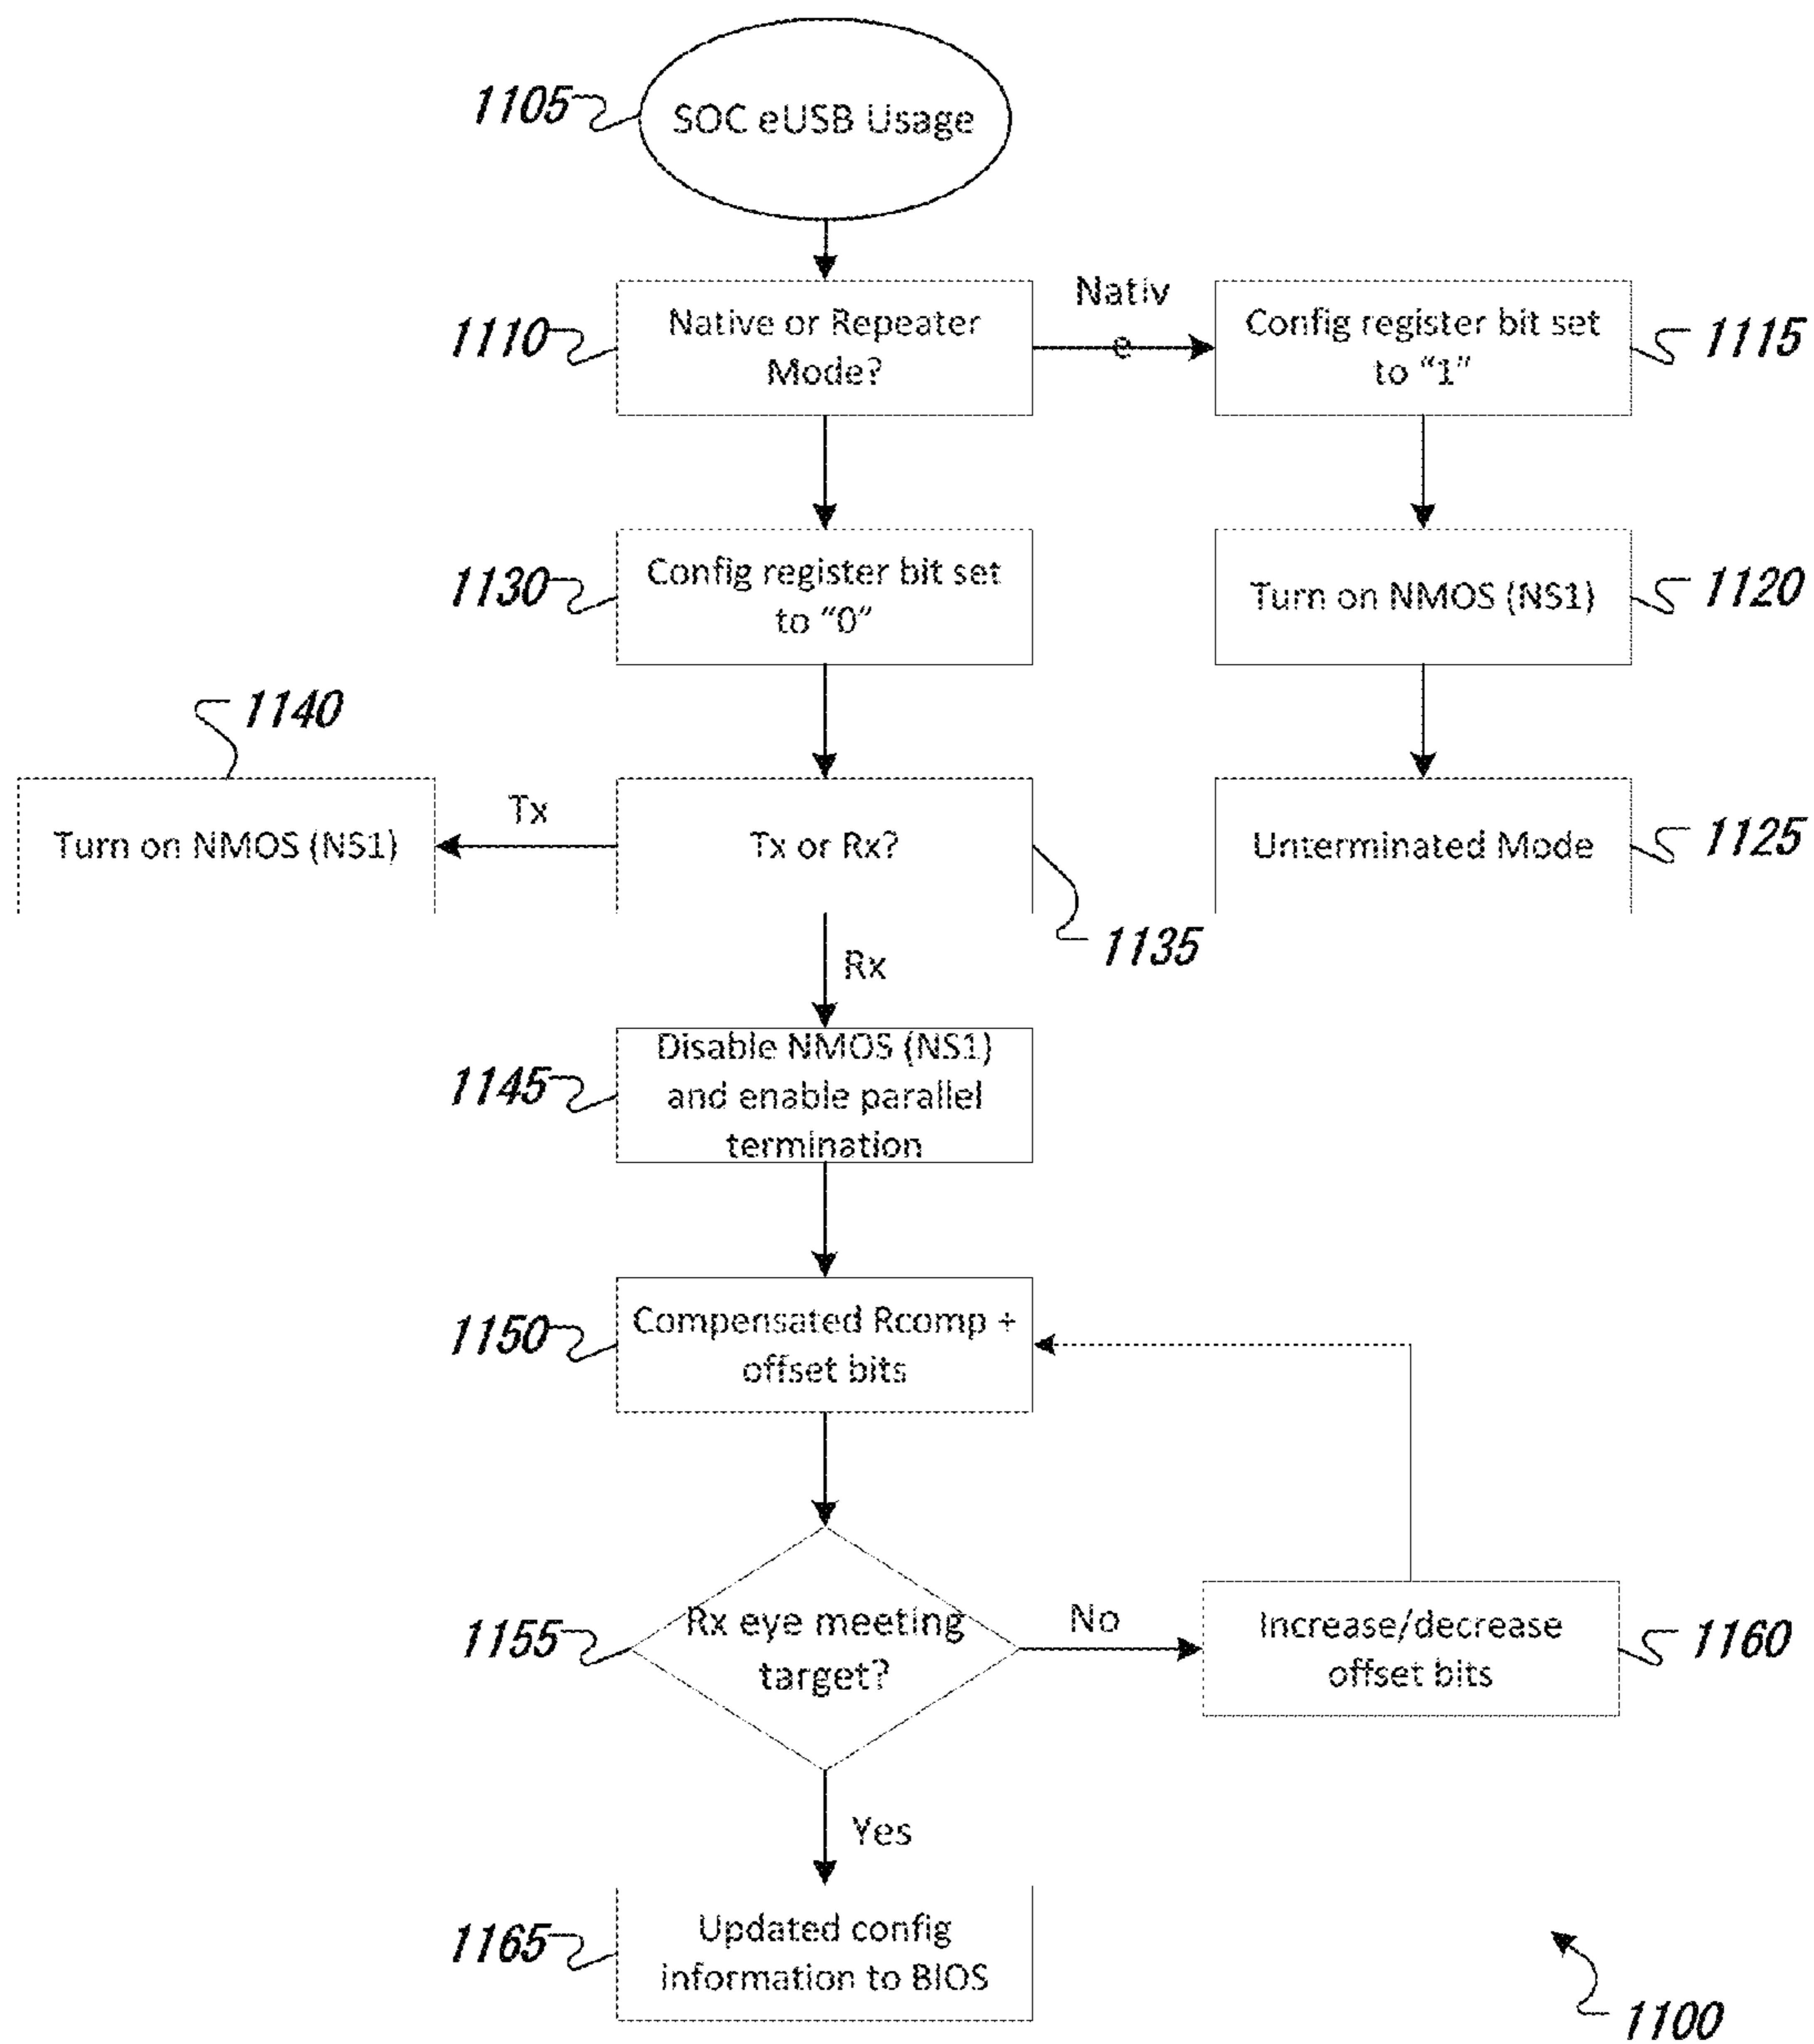 1105
SOC eUSB Usage
1110
Native or Repeater
Mode?
Nativ
e
Config register bit set
to “1”
1115
1130
Config register bit set
to “0”
Turn on NMOS (NS1)
1120
1140
Turn on NMOS (NS1)
Tx
Tx or Rx?
1135
Unterminated Mode
1125
Rx
1145
Disable NMOS (NS1)
and enable parallel
termination
1150
Compensated Rcomp +
offset bits
1155
Rx eye meeting
target?
No
Increase/decrease
offset bits
1160
Yes
1165
Updated config
information to BIOS
1100